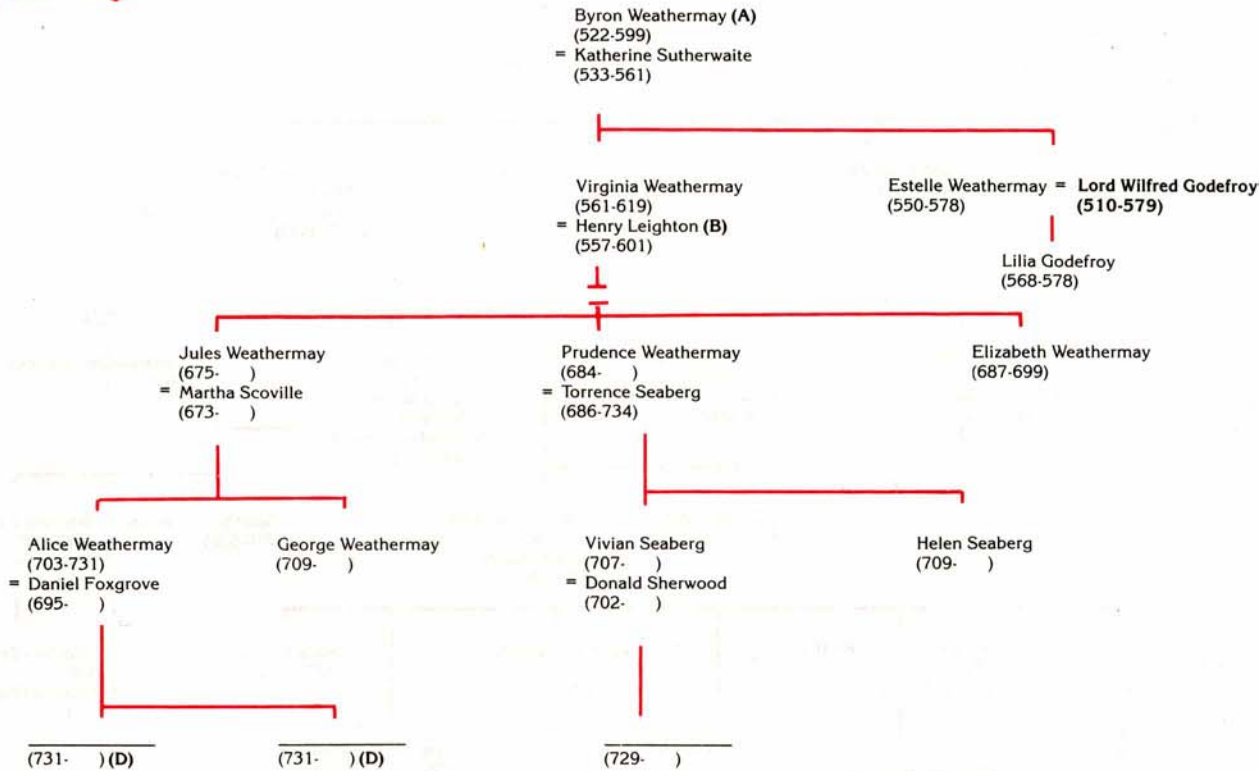 Byron Weathermay (A)
(522-599)
= Katherine Sutherwaite
(533-561)
Virginia Weathermay
(561-619)
= Henry Leighton (B)
(557-601)
Estelle Weathermay = Lord Wilfred Godefroy
(550-578) (510-579)
Lilia Godefroy
(568-578)
Jules Weathermay
(675- )
= Martha Scoville
(673- )
Prudence Weathermay
(684- )
= Torrence Seaberg
(686-734)
Elizabeth Weathermay
(687-699)
Alice Weathermay
(703-731)
= Daniel Foxgrove
(695- )
George Weathermay
(709- )
Vivian Seaberg
(707- )
= Donald Sherwood
(702- )
Helen Seaberg
(709- )
(731- ) (D)
(731- ) (D)
(729- )